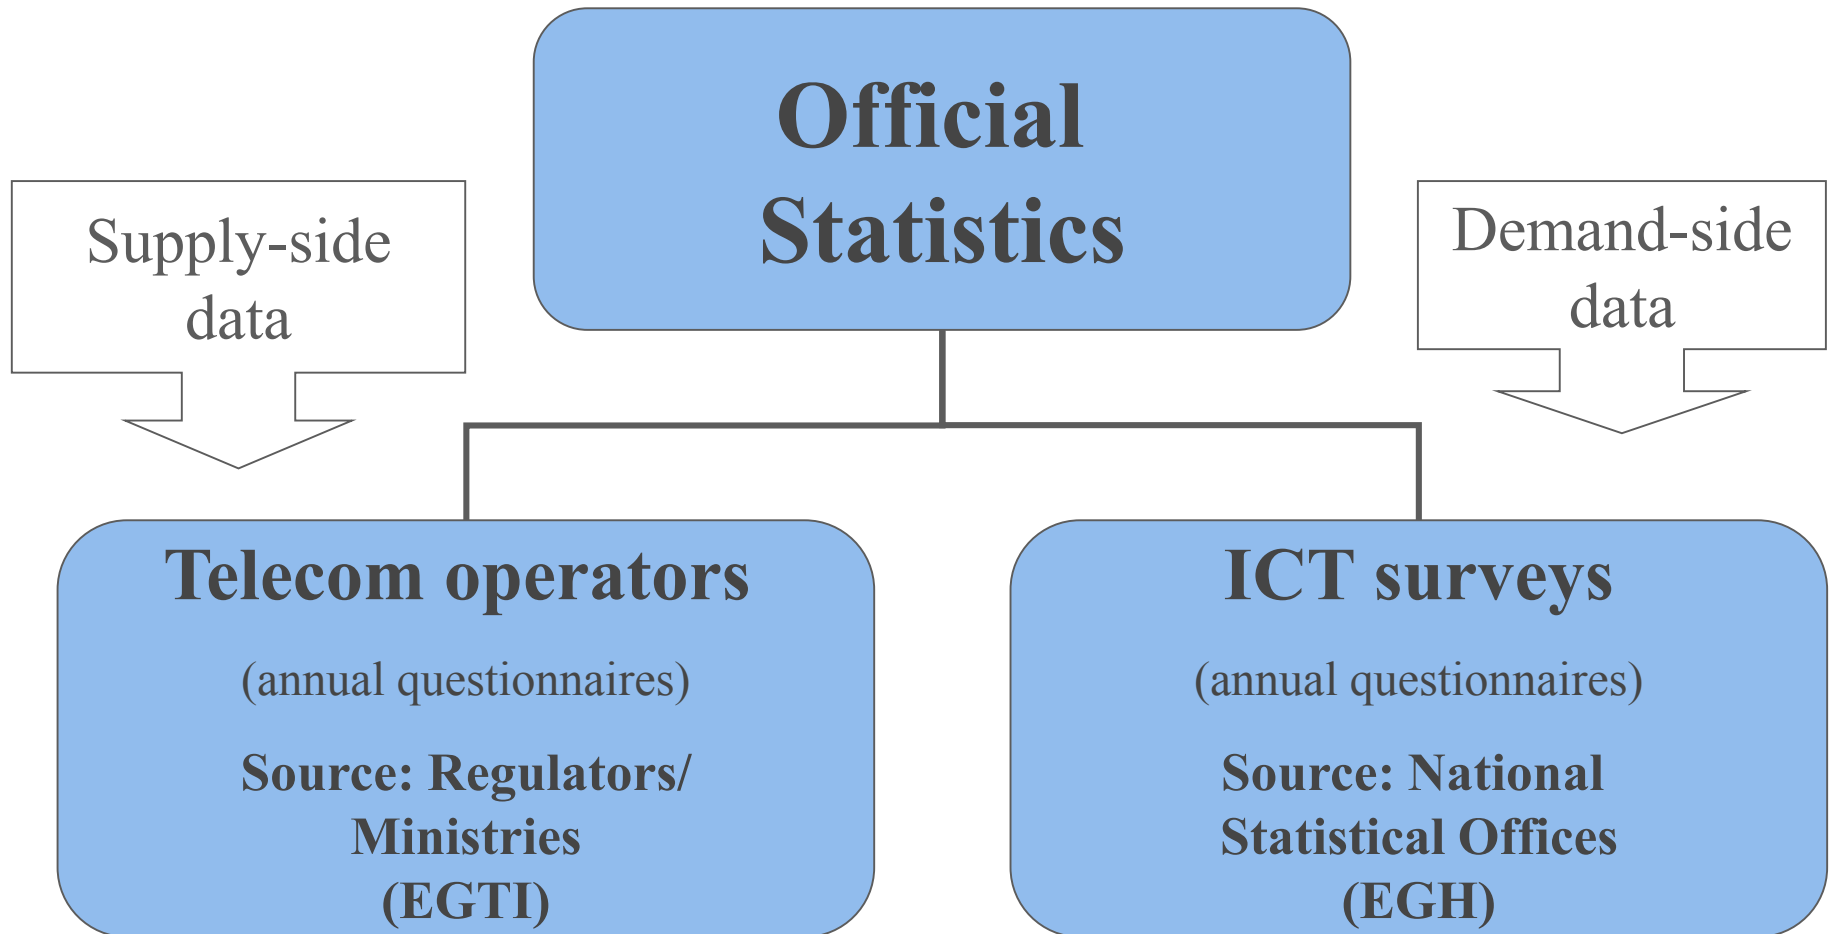 Official
Statistics
Supply-side
data
Demand-side
data
Telecom operators
(annual questionnaires)
Source: Regulators/
Ministries
(EGTI)
ICT surveys
(annual questionnaires)
Source: National
Statistical Offices
(EGH)